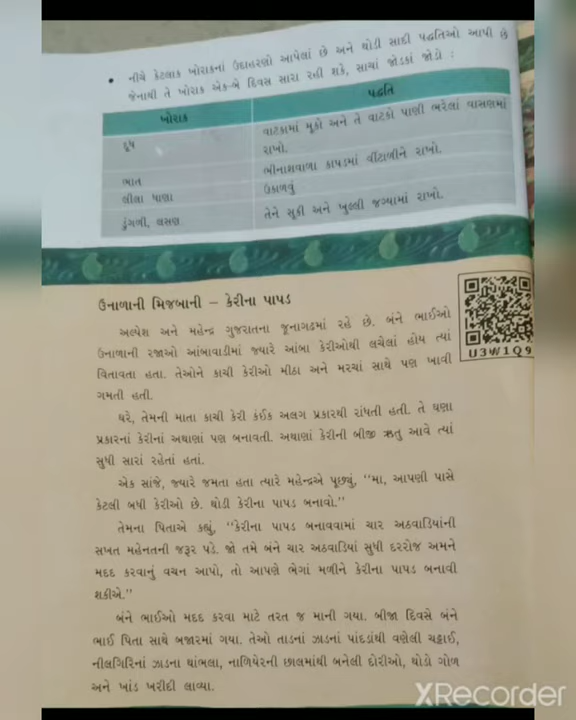 • નીચે કેટલાક ખોરાકનાં ઉદાહરણો આપેલાં છે અને થોડી સાદી પદ્ધતિઓ આપી છે
જેનાથી તે ખોરાક એક-બે દિવસ સારા રહી શકે, સાચાં જોડકાં જોડો :
ખોરાક પદ્ધતિ
દૂધ વાટકામાં મૂકો અને તે વાટકો પાણી ભરેલાં વાસણમાં
રાખો.
ભાત ભીનાશવાળા કાપડમાં વીંટાળીને રાખો.
લીલા ધાણા ઉકાળવું
ડુંગળી, લસણ તેને સૂકી અને ખુલ્લી જગ્યામાં રાખો.
ઉનાળાની મિજબાની – કેરીના પાપડ
અલ્પેશ અને મહેન્દ્ર ગુજરાતના જૂનાગઢમાં રહે છે. બંને ભાઈઓ
ઉનાળાની રજાઓ આંબાવાડીમાં જ્યારે આંબા કેરીઓથી લચેલાં હોય ત્યાં
વિતાવતા હતા. તેઓને કાચી કેરીઓ મીઠા અને મરચાં સાથે પણ ખાવી
ગમતી હતી.
U3W1Q9
ઘરે, તેમની માતા કાચી કેરી કંઈક અલગ પ્રકારથી રાંધતી હતી. તે ઘણા
પ્રકારનાં કેરીનાં અથાણાં પણ બનાવતી. અથાણાં કેરીની બીજી ઋતુ આવે ત્યાં
સુધી સારાં રહેતાં હતાં.
એક સાંજે, જ્યારે જમતા હતા ત્યારે મહેન્દ્રએ પૂછ્યું, ‘‘મા, આપણી પાસે
કેટલી બધી કેરીઓ છે. થોડી કેરીના પાપડ બનાવો.’’
તેમના પિતાએ કહ્યું, ‘‘કેરીના પાપડ બનાવવામાં ચાર અઠવાડિયાંની
સખત મહેનતની જરૂર પડે. જો તમે બંને ચાર અઠવાડિયાં સુધી દરરોજ અમને
મદદ કરવાનું વચન આપો, તો આપણે ભેગાં મળીને કેરીના પાપડ બનાવી
શકીએ.’’
બંને ભાઈઓ મદદ કરવા માટે તરત જ માની ગયા. બીજા દિવસે બંને
ભાઈ પિતા સાથે બજારમાં ગયા. તેઓ તાડનાં ઝાડનાં પાંદડાંથી વણેલી ચટ્ટાઈ,
નીલગિરિનાં ઝાડના થાંભલા, નાળિયેરની છાલમાંથી બનેલી દોરીઓ, થોડો ગોળ
અને ખાંડ ખરીદી લાવ્યા.
XRecorder